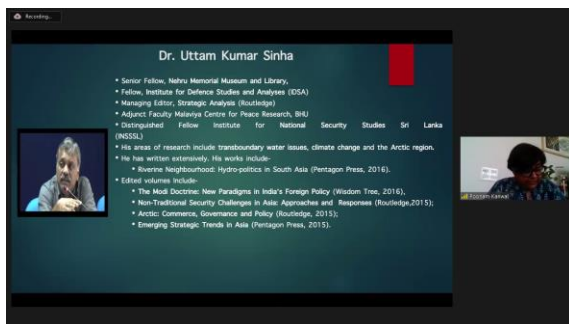 Recording...
Dr. Uttam Kumar Sinha
• Senior Fellow, Nehru Memorial Museum and Library,
• Fellow, Institute for Defence Studies and Analyses (IDSA)
• Managing Editor, Strategic Analysis (Routledge)
• Adjunct Faculty Malaviya Centre for Peace Research, BHU
• Distinguished Fellow Institute for National Security Studies Sri Lanka
(INSSSL)
• His areas of research include transboundary water issues, climate change and the Arctic region.
• He has written extensively. His works include-
• Riverine Neighbourhood: Hydro-politics in South Asia (Pentagon Press, 2016).
• Edited volumes include-
• The Modi Doctrine: New Paradigms in India's Foreign Policy (Wisdom Tree, 2016),
• Non-Traditional Security Challenges in Asia: Approaches and Responses (Routledge,2015);
• Arctic: Commerce, Governance and Policy (Routledge, 2015);
• Emerging Strategic Trends in Asia (Pentagon Press, 2015).
Poonam Kanwal